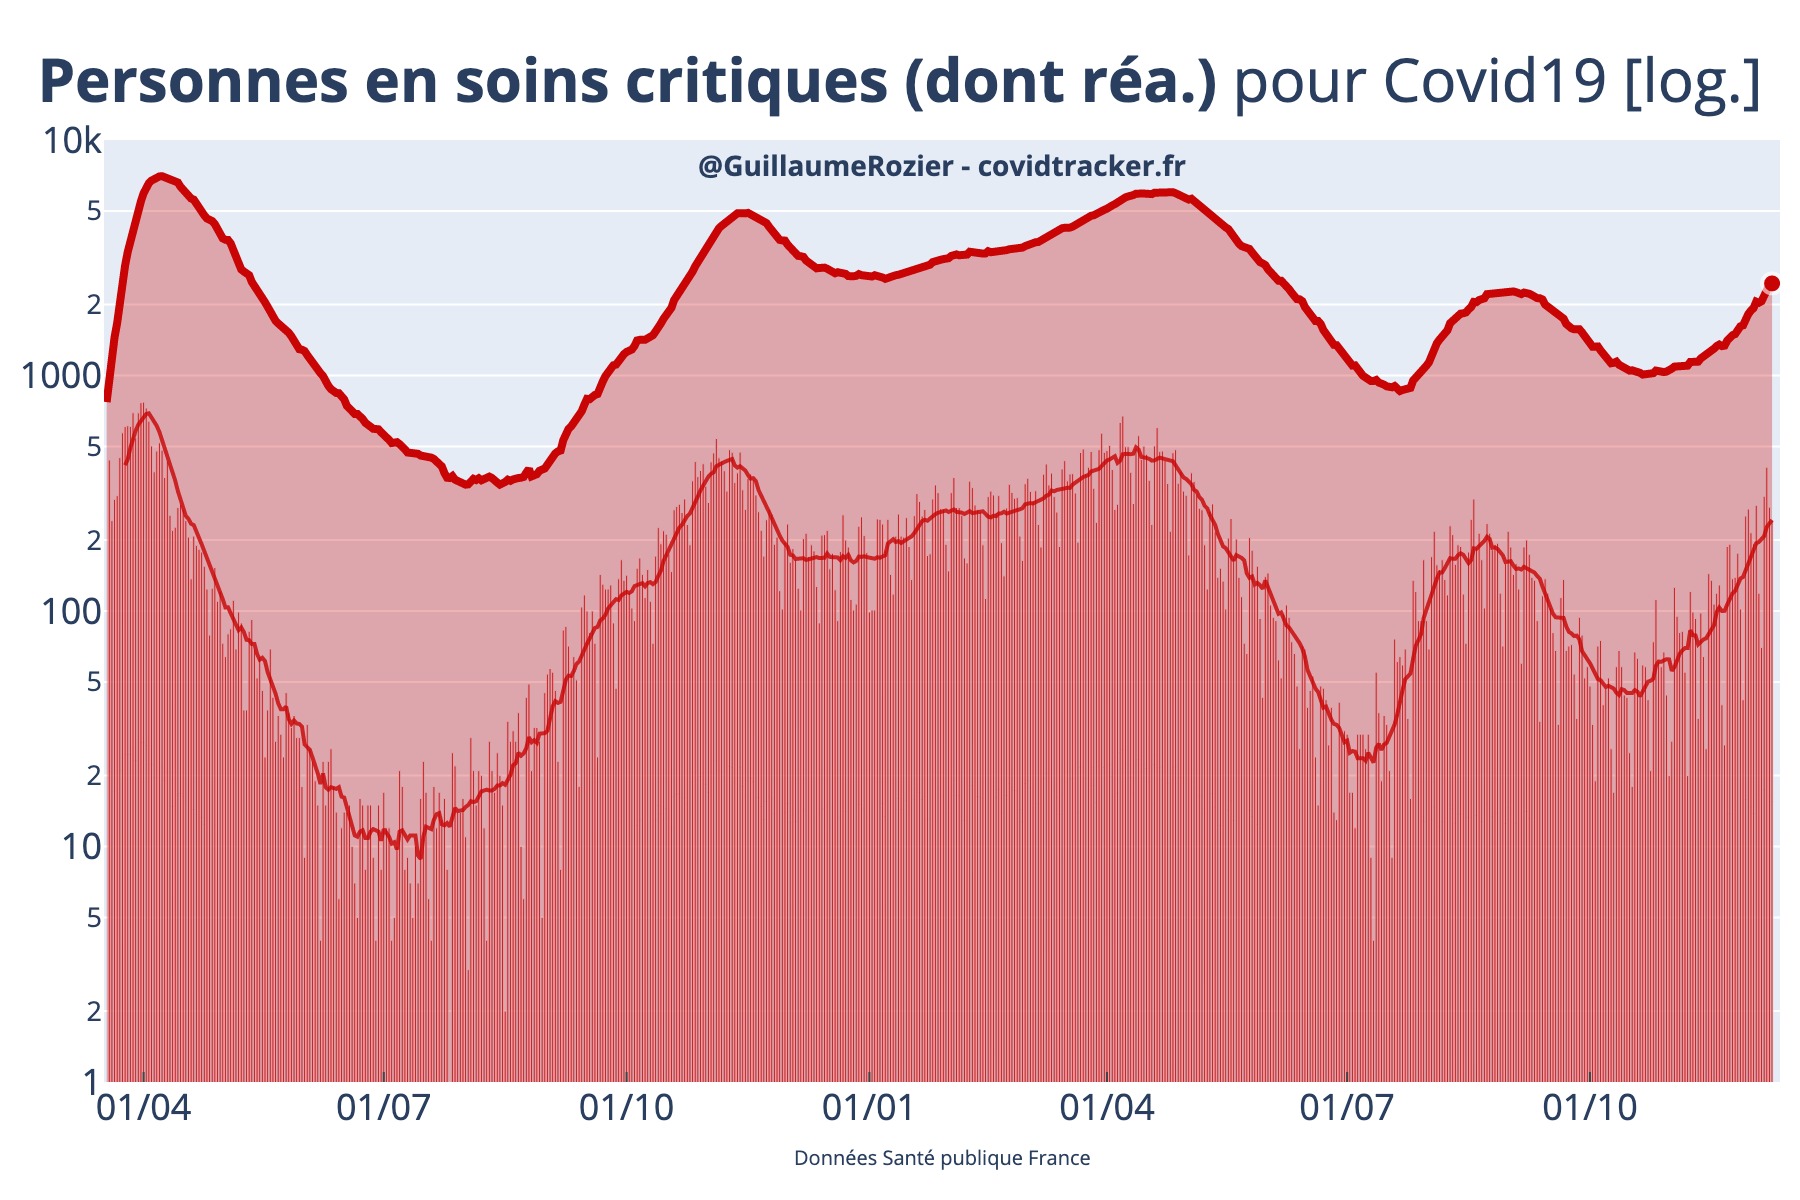 Personnes en soins critiques (dont réa.) pour Covid19 [log.]
@GuillaumeRozier - covidtracker.fr
10k
5
2
1000
5
2
100
5
2
10
5
2
1
01/04 01/07 01/10 01/01 01/04 01/07 01/10
Données Santé publique France